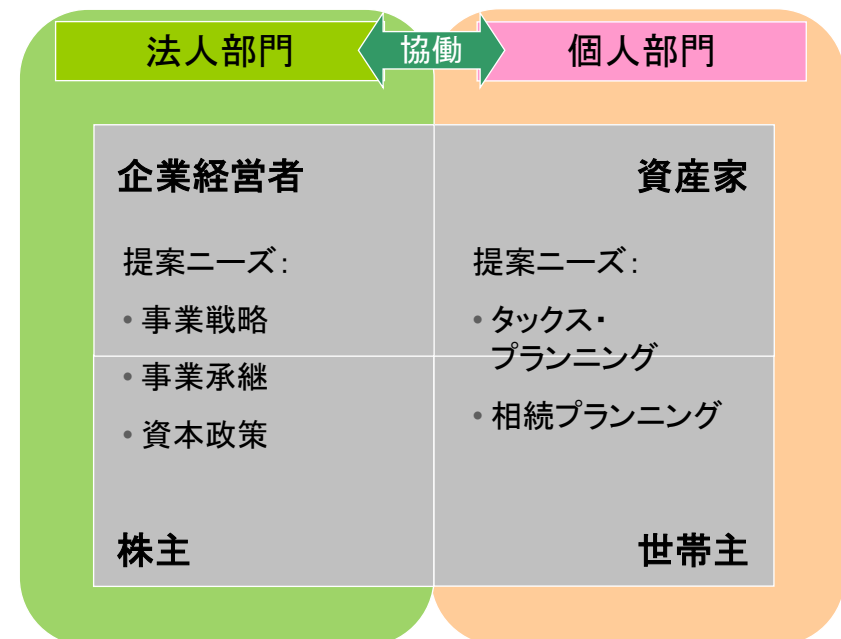 法人部門
協働
個人部門
企業経営者
提案ニーズ：
• 事業戦略
• 事業承継
• 資本政策
株主
資産家
提案ニーズ：
• タックス・
プランニング
• 相続プランニング
世帯主